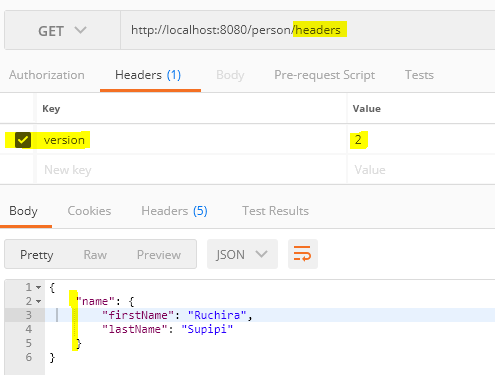 GET http://localhost:8080/person/headers
Authorization Headers (1) Body Pre-request Script Tests
Key Value
version 2
New key Value
Body Cookies Headers (5) Test Results
Pretty Raw Preview JSON
1 {
2 "name": {
3 "firstName": "Ruchira",
4 "lastName": "Supipi"
5 }
6 }